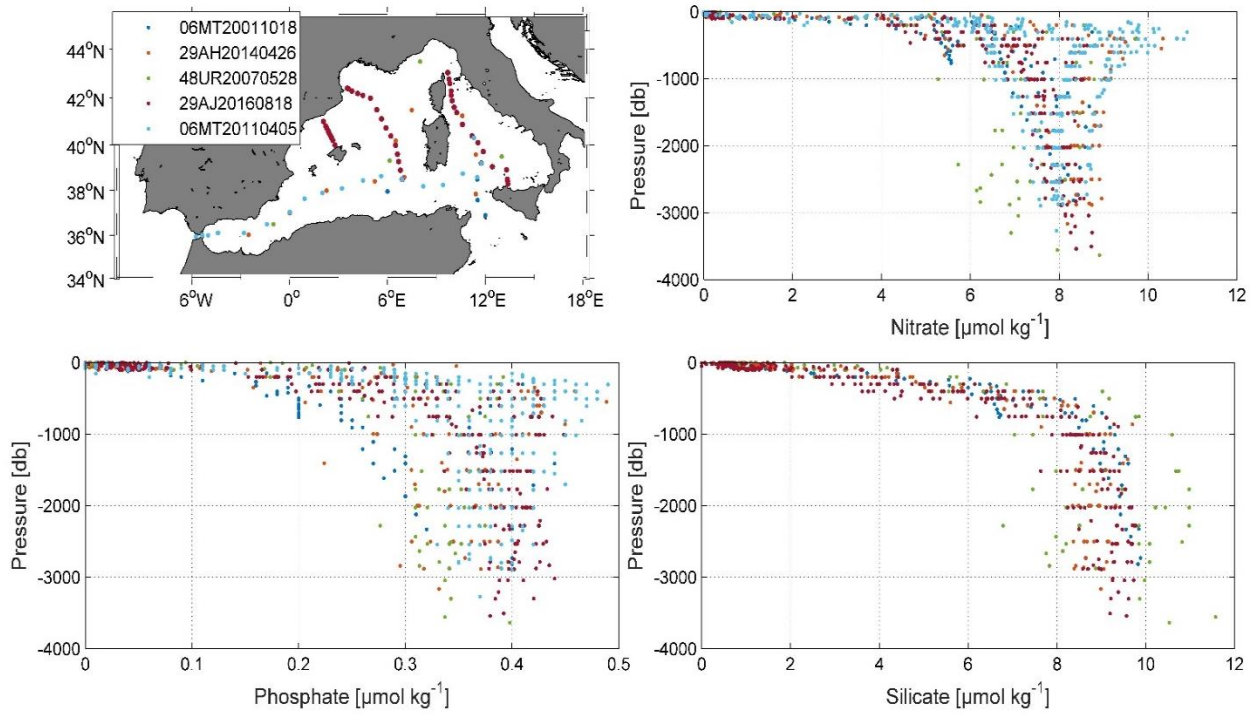 06MT20011018
29AH20140426
48UR20070528
29AJ20160818
06MT20110405
44°N
42°N
40°N
38°N
36°N
34°N
6°W
0°
6°E
12°E
18°E
0
-1000
-2000
-3000
-4000
Pressure [db]
0
2
4
6
8
10
12
Nitrate [µmol kg⁻¹]
0
-1000
-2000
-3000
-4000
Pressure [db]
0
0.1
0.2
0.3
0.4
0.5
Phosphate [µmol kg⁻¹]
0
-1000
-2000
-3000
-4000
Pressure [db]
0
2
4
6
8
10
12
Silicate [µmol kg⁻¹]